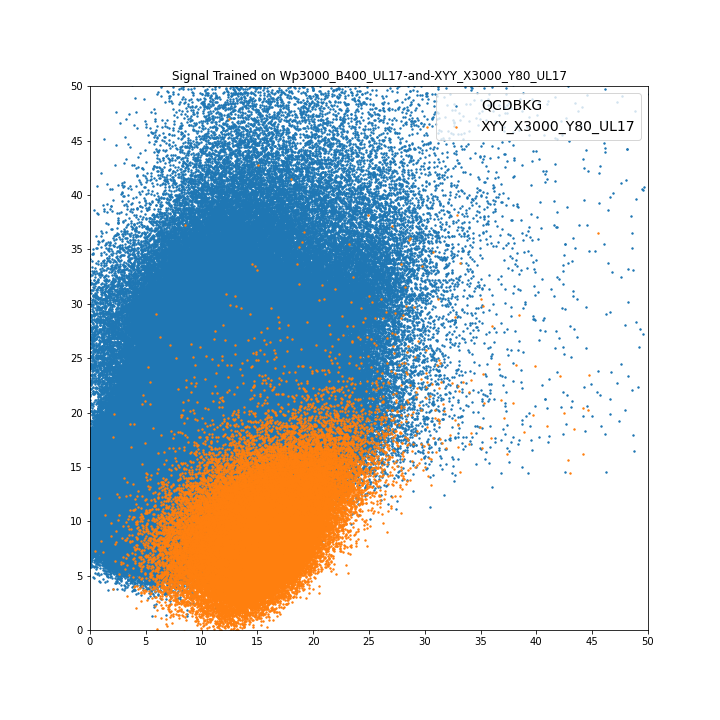 Signal Trained on Wp3000_B400_UL17-and-XYY_X3000_Y80_UL17
QCDBKG
XYY_X3000_Y80_UL17
50
45
40
35
30
25
20
15
10
5
0
0 5 10 15 20 25 30 35 40 45 50